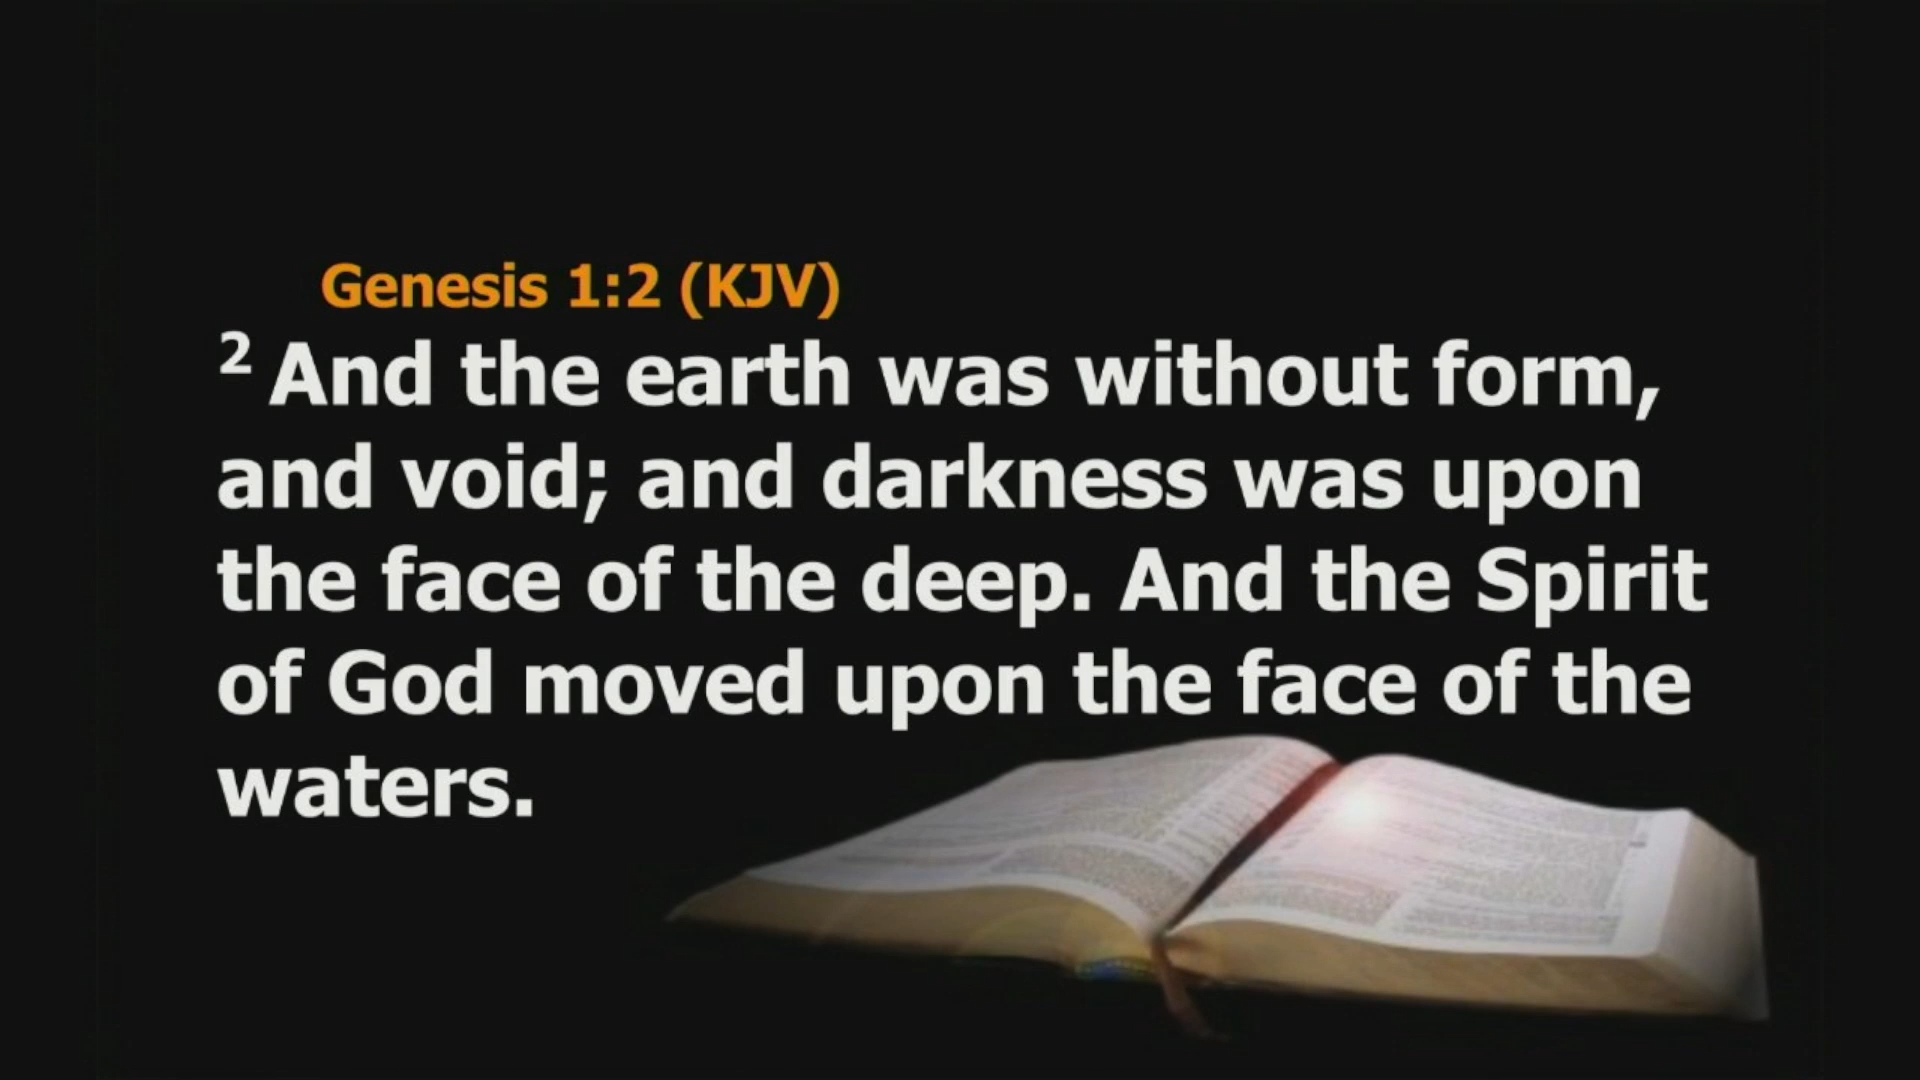 Genesis 1:2 (KJV)
2 And the earth was without form,
and void; and darkness was upon
the face of the deep. And the Spirit
of God moved upon the face of the
waters.